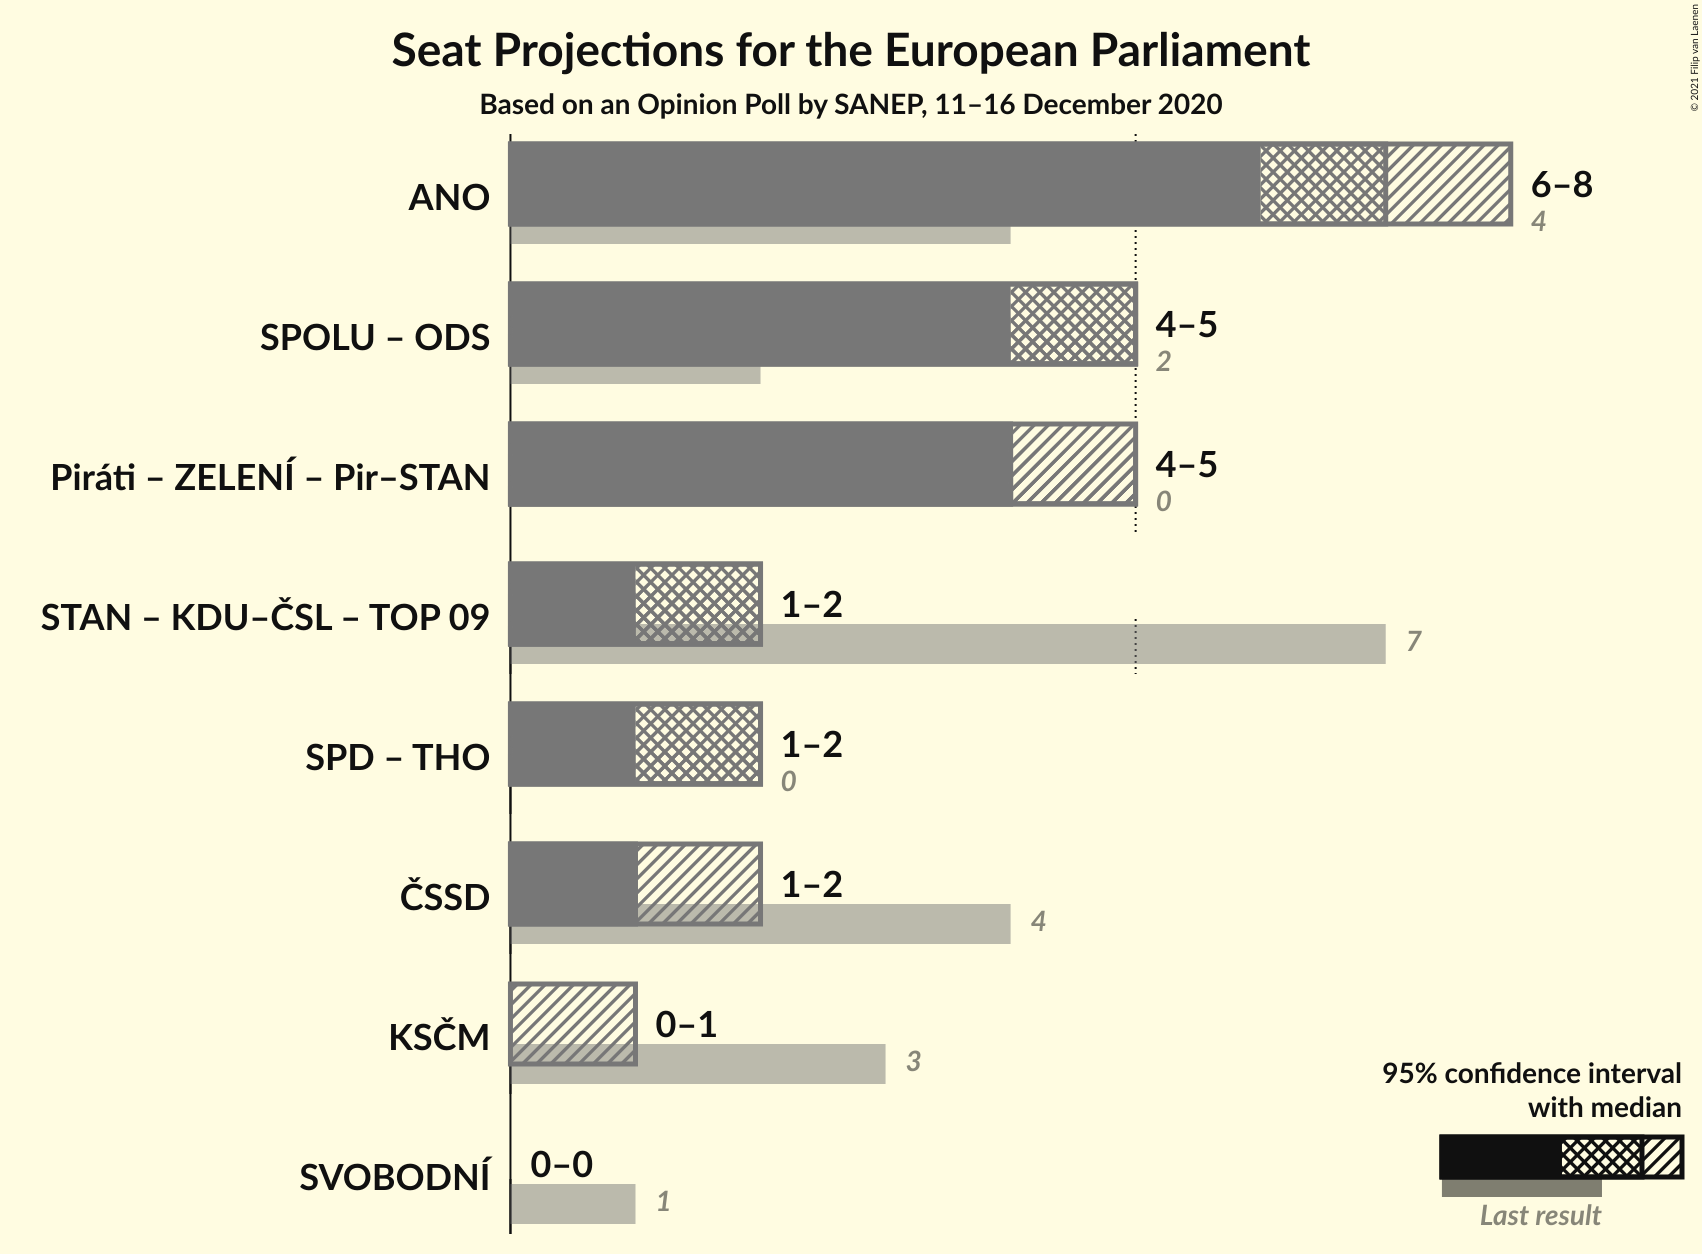 Seat Projections for the European Parliament
Based on an Opinion Poll by SANEP, 11–16 December 2020
© 2021 Filip van Laenen
ANO
6–8
4
SPOLU – ODS
4–5
2
Piráti – ZELENÍ – Pir–STAN
4–5
0
STAN – KDU–ČSL – TOP 09
1–2
7
SPD – THO
1–2
0
ČSSD
1–2
4
KSČM
0–1
3
SVOBODNÍ
0–0
1
95% confidence interval
with median
Last result